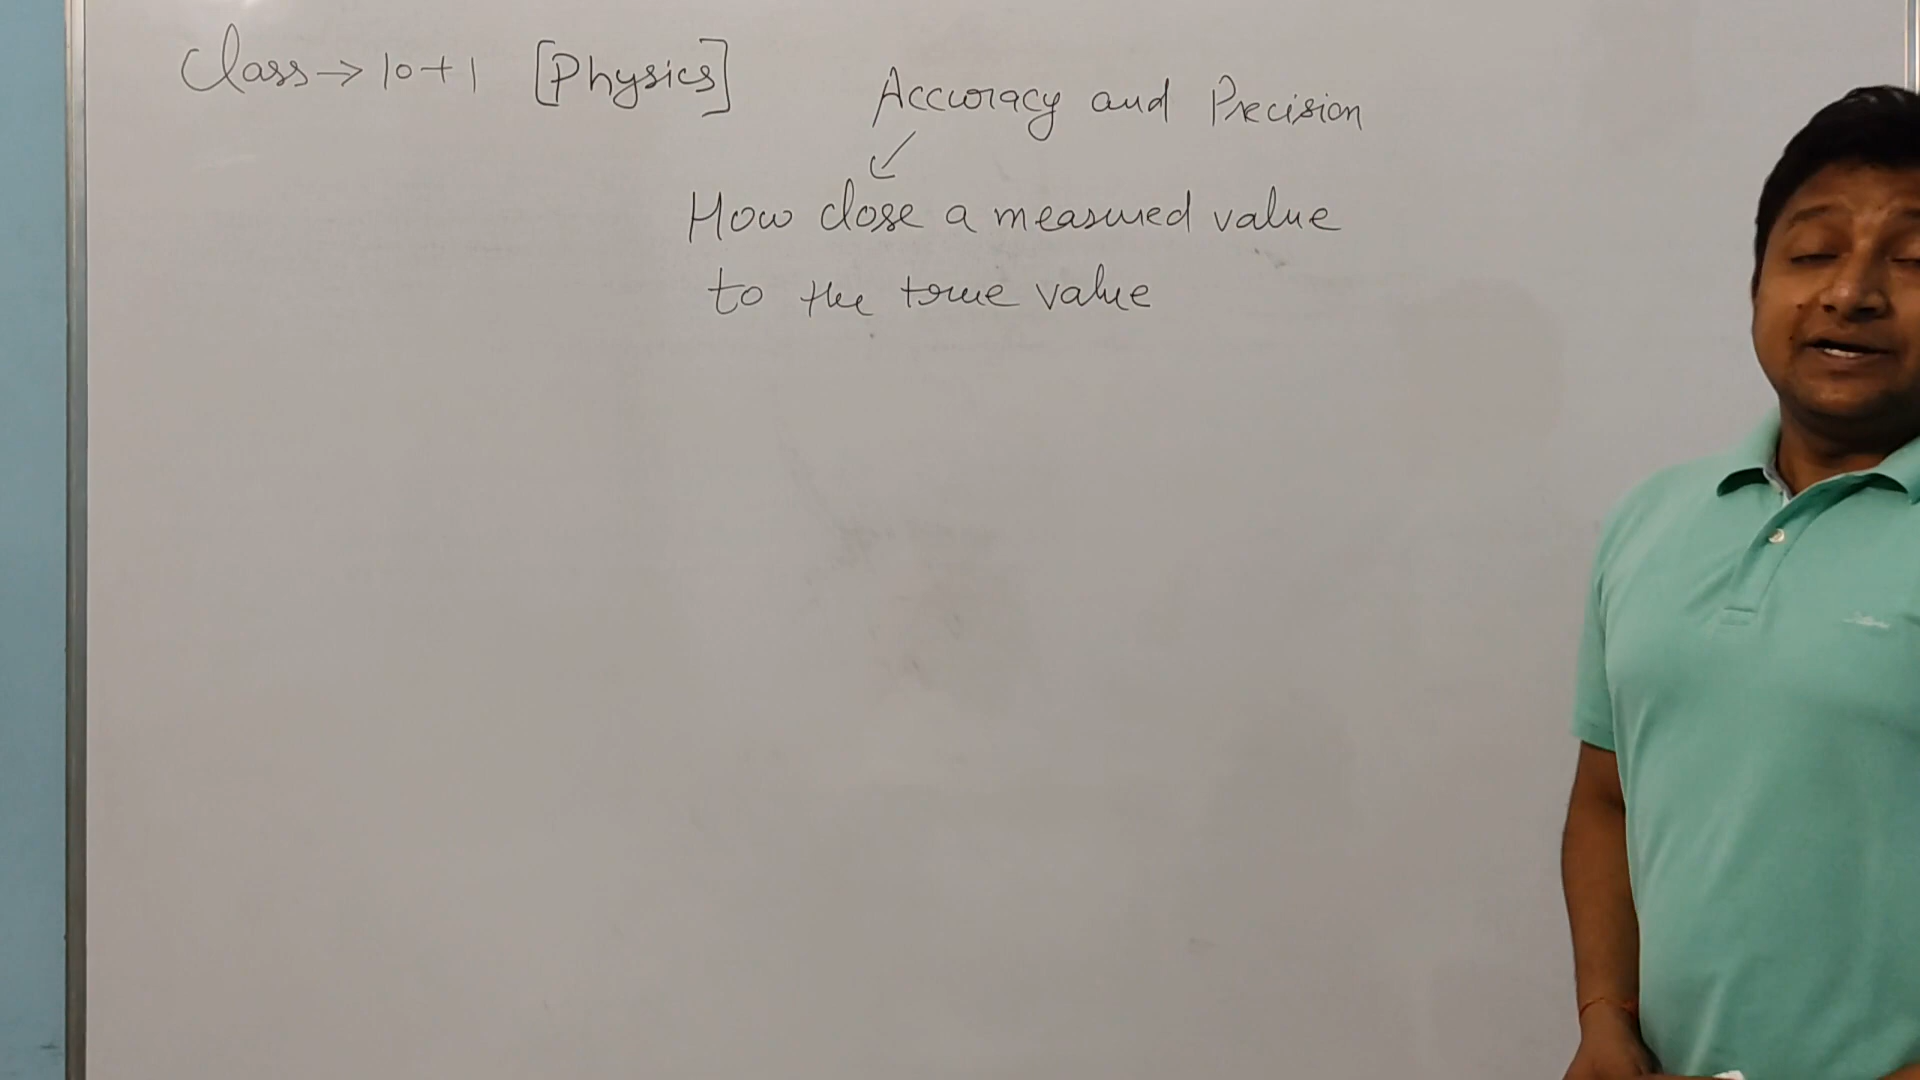 Class → 10+1 [Physics]
Accuracy and Precision
How close a measured value
to the true value